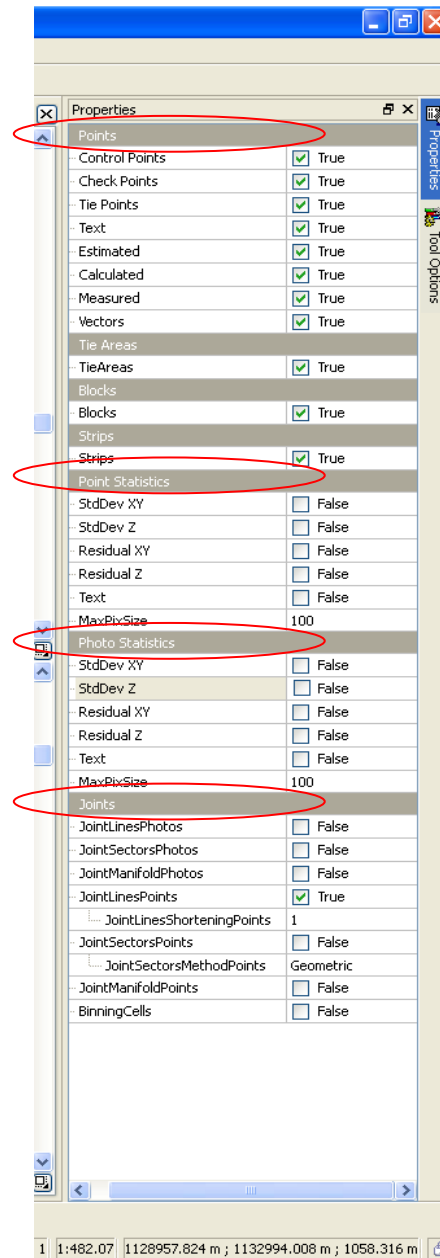 Properties
Points
Control Points True
Check Points True
Tie Points True
Text True
Estimated True
Calculated True
Measured True
Vectors True
Tie Areas
TieAreas True
Blocks
Blocks True
Strips
Strips True
Point Statistics
StdDev XY False
StdDev Z False
Residual XY False
Residual Z False
Text False
MaxPixSize 100
Photo Statistics
StdDev XY False
StdDev Z False
Residual XY False
Residual Z False
Text False
MaxPixSize 100
Joints
JointLinesPhotos False
JointSectorsPhotos False
JointManifoldPhotos False
JointLinesPoints True
JointLinesShorteningPoints 1
JointSectorsPoints False
JointSectorsMethodPoints Geometric
JointManifoldPoints False
BinningCells False
Properties
Tool Options
1 1:482.07 1128957.824 m ; 1132994.008 m ; 1058.316 m